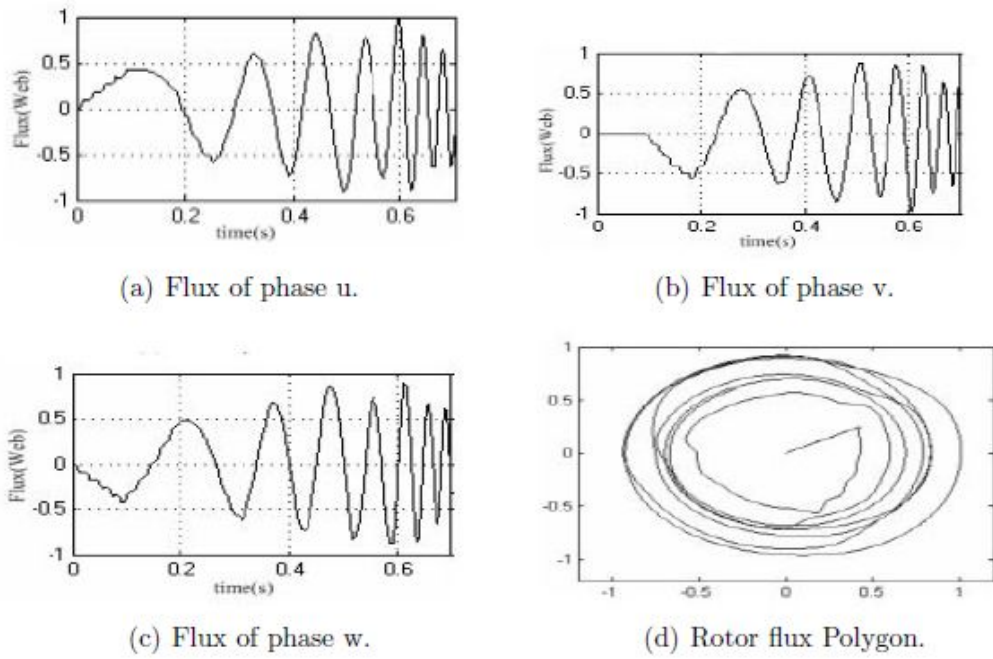 1
0.5
0
-0.5
-1
Flux(Web)
0 0.2 0.4 0.6
time(s)
(a) Flux of phase u.
1
0.5
0
-0.5
-1
Flux(Web)
0 0.2 0.4 0.6
time(s)
(b) Flux of phase v.
1
0.5
0
-0.5
-1
Flux(Web)
0 0.2 0.4 0.6
time(s)
(c) Flux of phase w.
1
0.5
0
-0.5
-1
-1 -0.5 0 0.5 1
(d) Rotor flux Polygon.